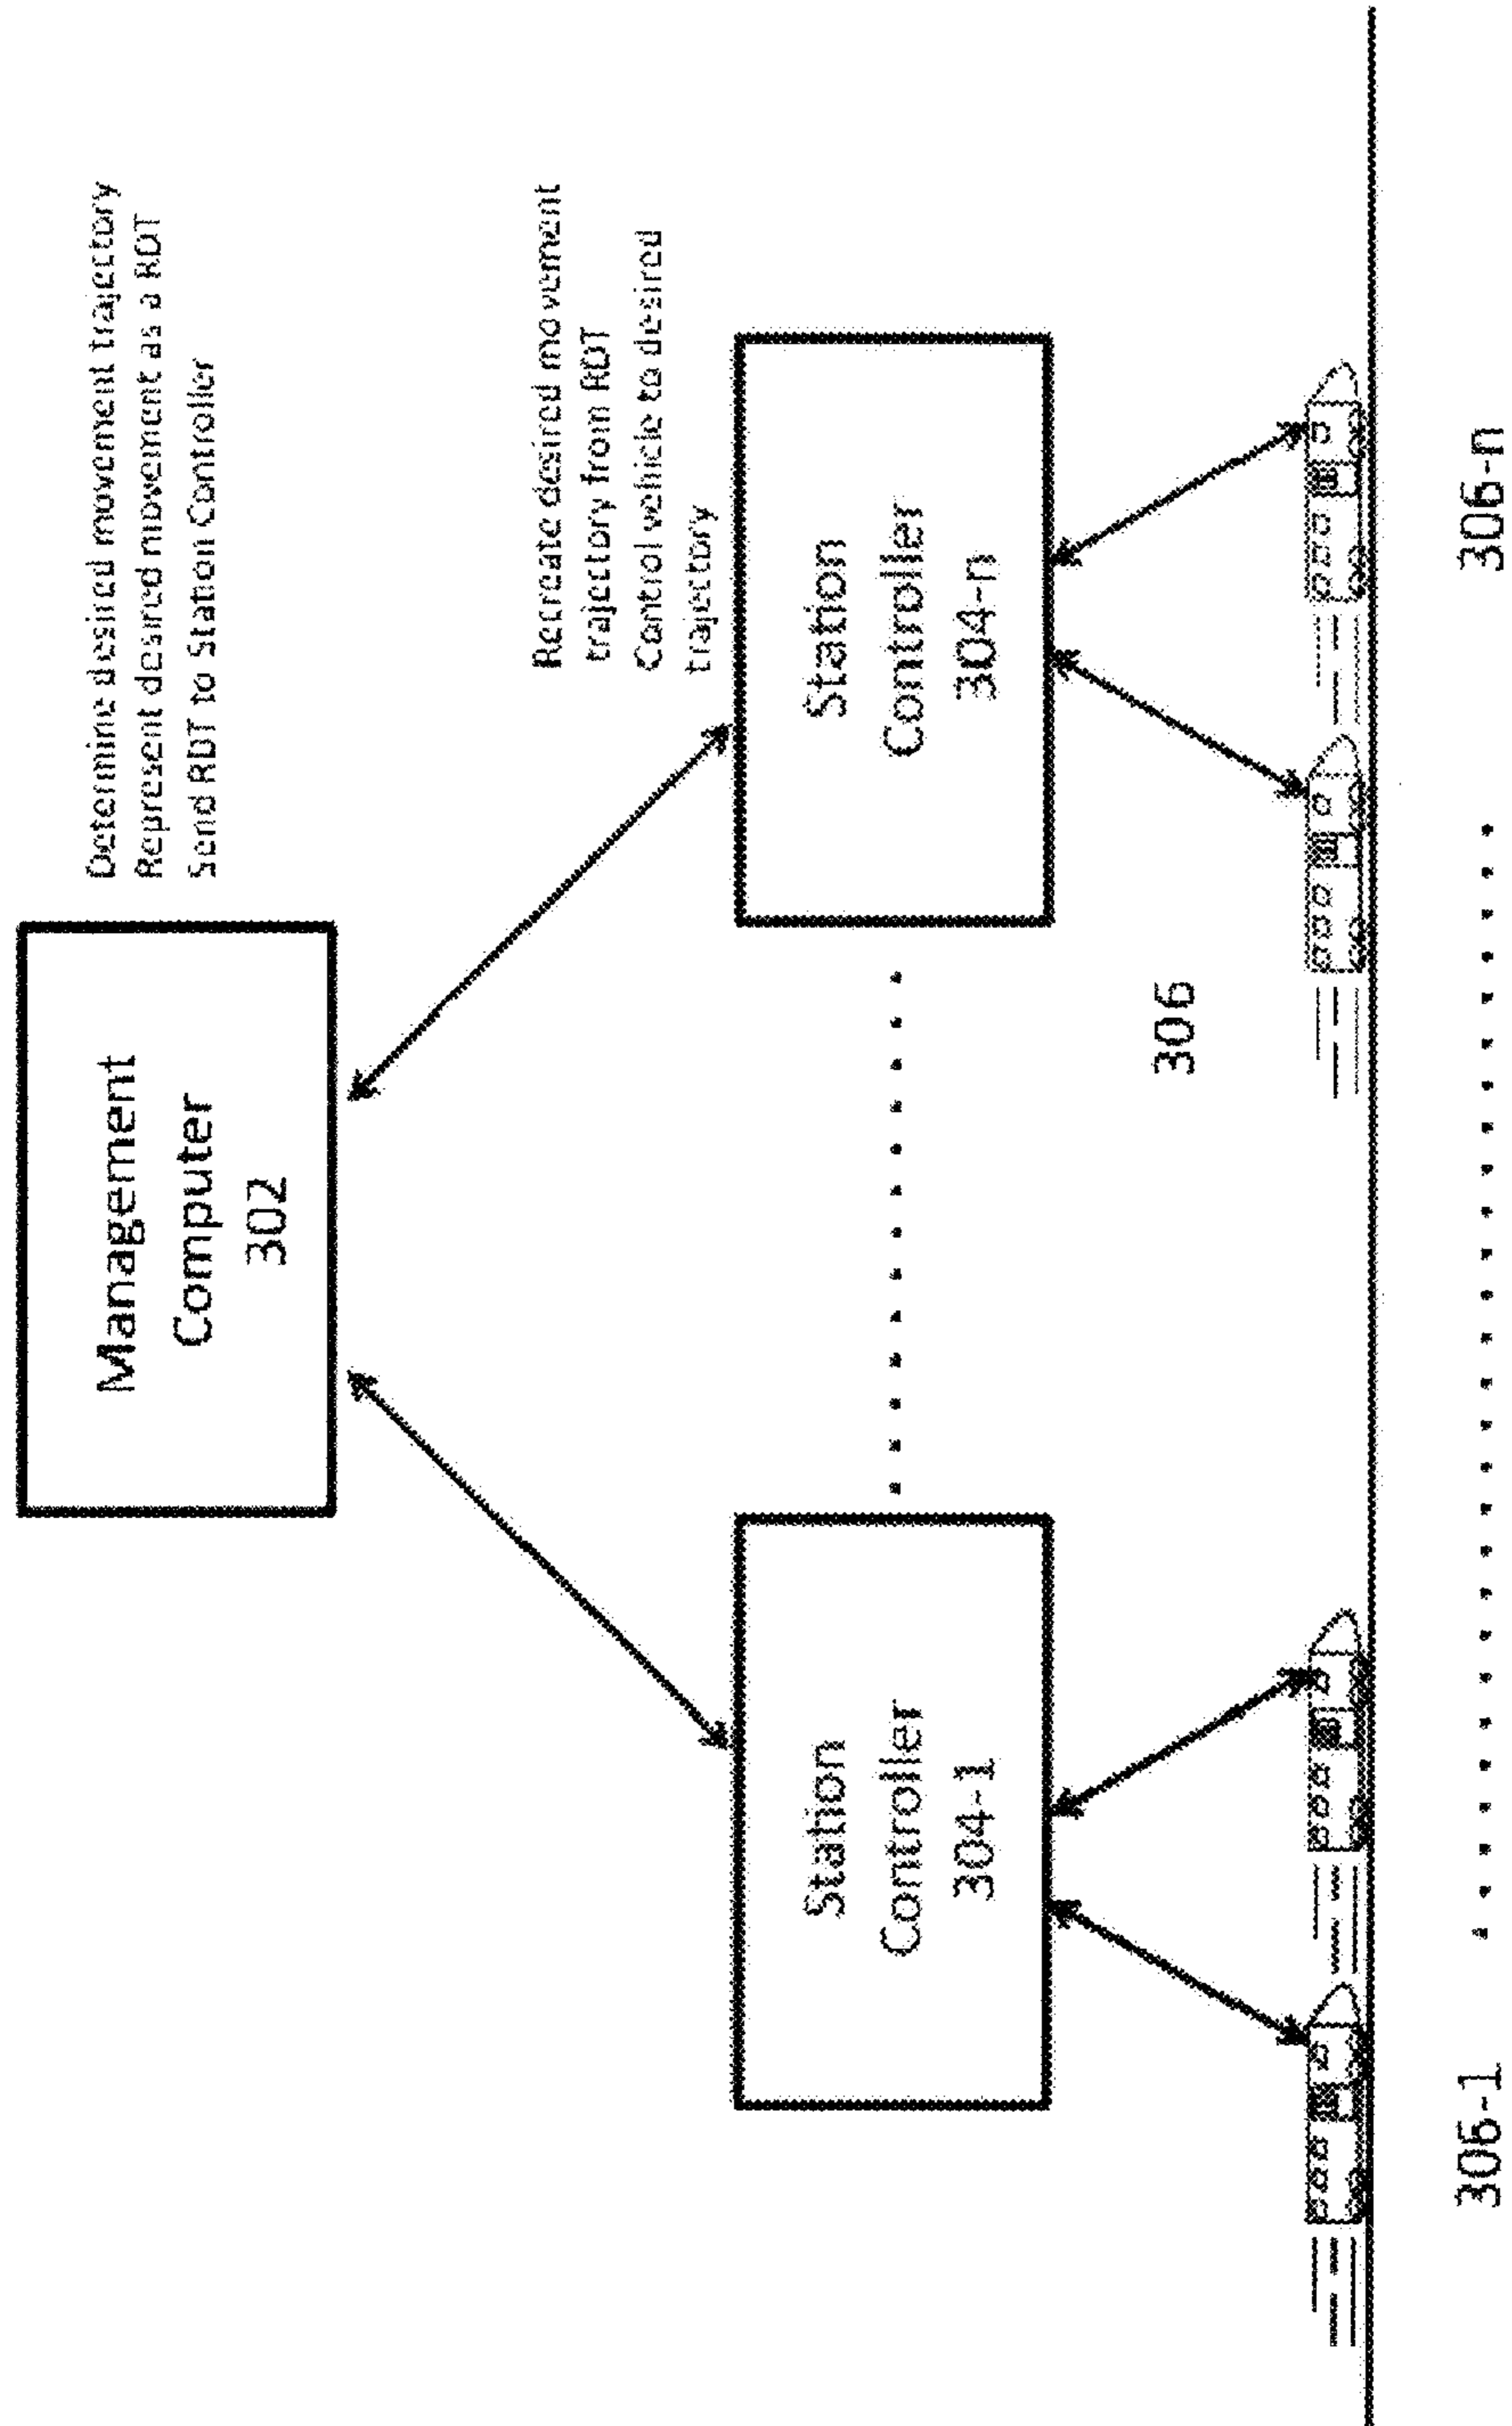 Management
Computer
302
Determine desired movement trajectory
Represent desired movement as a RDT
Send RDT to Station Controller
Recreate desired movement
trajectory from RDT
Control vehicle to desired
trajectory
Station
Controller
304-1
Station
Controller
304-n
306
306-1
306-n